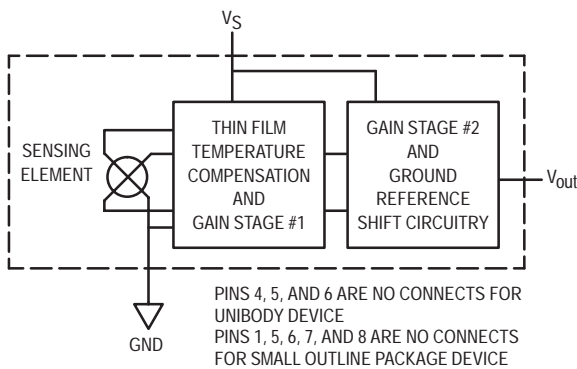 VS
SENSING
ELEMENT
THIN FILM
TEMPERATURE
COMPENSATION
AND
GAIN STAGE #1
GAIN STAGE #2
AND
GROUND
REFERENCE
SHIFT CIRCUITRY
Vout
GND
PINS 4, 5, AND 6 ARE NO CONNECTS FOR
UNIBODY DEVICE
PINS 1, 5, 6, 7, AND 8 ARE NO CONNECTS
FOR SMALL OUTLINE PACKAGE DEVICE